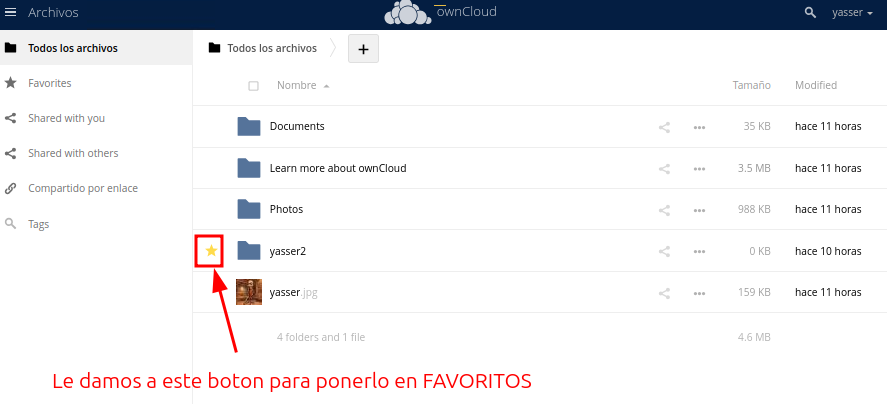 Archivos
ownCloud
yasser
Todos los archivos
Favorites
Shared with you
Shared with others
Compartido por enlace
Tags
Todos los archivos +
Nombre Tamaño Modified
Documents 35 KB hace 11 horas
Learn more about ownCloud 3.5 MB hace 11 horas
Photos 988 KB hace 11 horas
yasser2 0 KB hace 10 horas
yasser.jpg 159 KB hace 11 horas
4 folders and 1 file 4.6 MB
Le damos a este boton para ponerlo en FAVORITOS